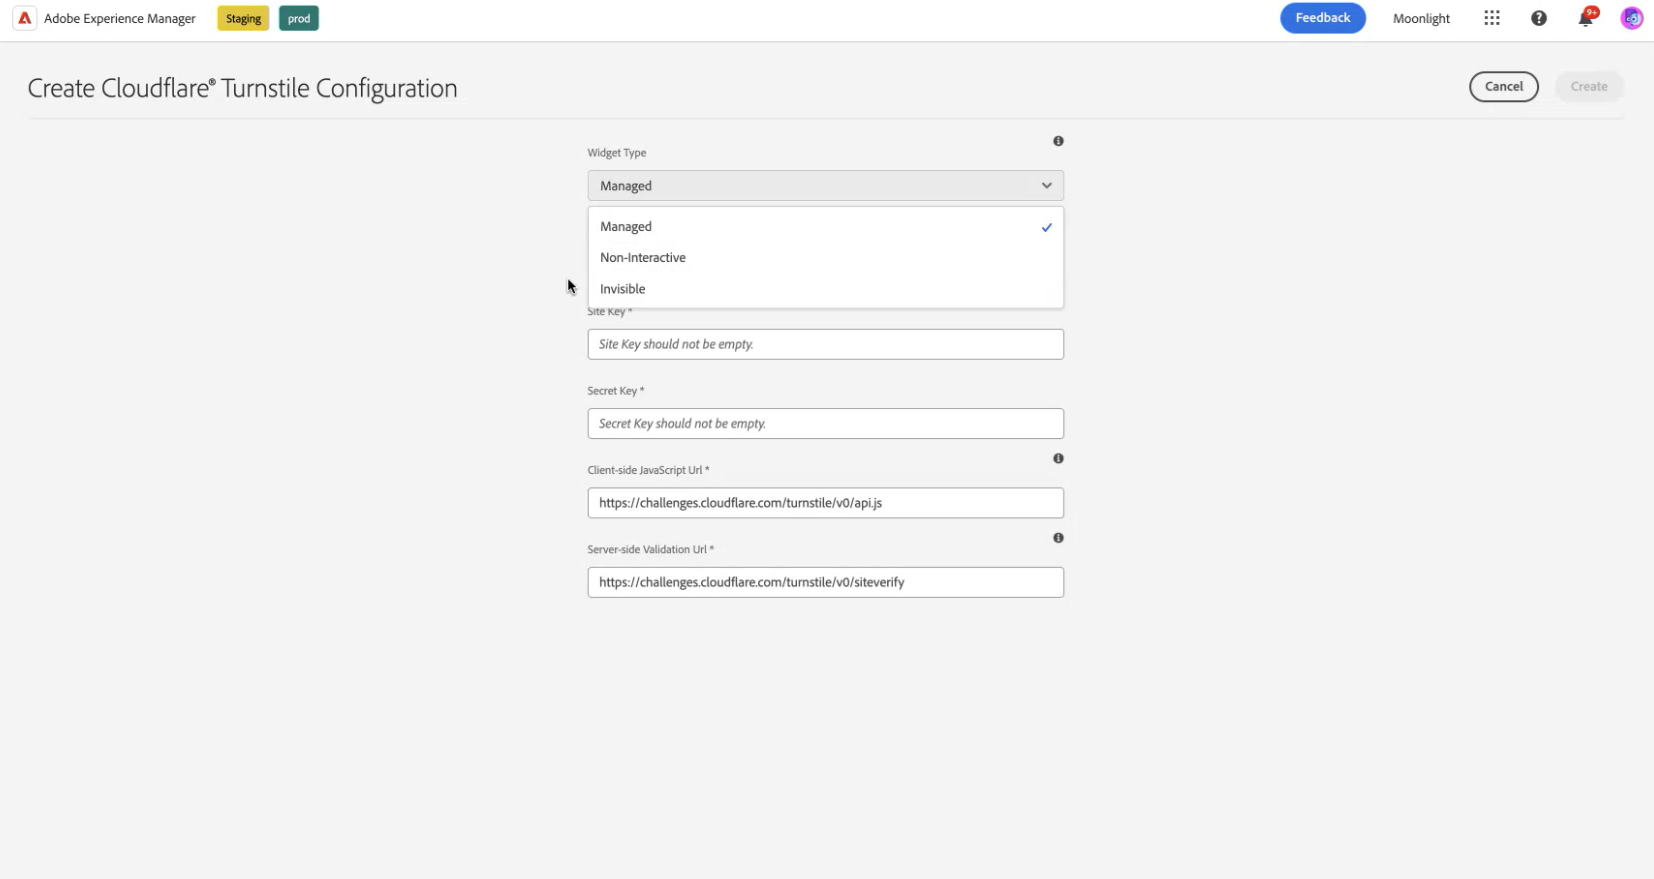 Adobe Experience Manager Staging prod Feedback Moonlight 9+
Create Cloudflare® Turnstile Configuration Cancel Create
Widget Type
Managed
Managed
Non-Interactive
Invisible
Site Key *
Site Key should not be empty.
Secret Key *
Secret Key should not be empty.
Client-side JavaScript Url *
https://challenges.cloudflare.com/turnstile/v0/api.js
Server-side Validation Url *
https://challenges.cloudflare.com/turnstile/v0/siteverify